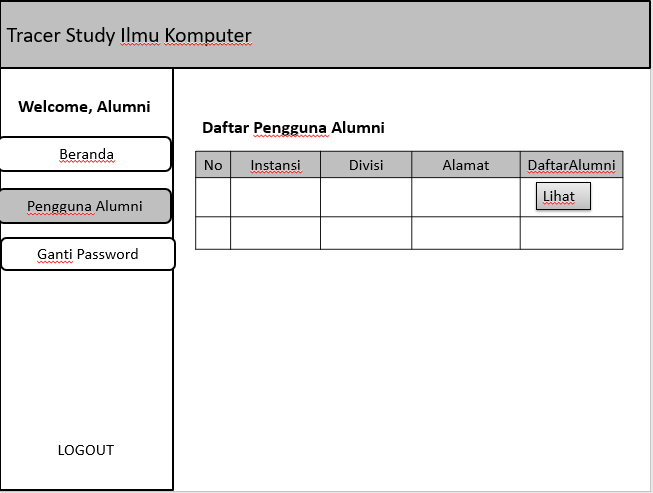 Tracer Study Ilmu Komputer
Welcome, Alumni
Beranda
Pengguna Alumni
Ganti Password
LOGOUT
Daftar Pengguna Alumni
No Instansi Divisi Alamat DaftarAlumni
Lihat